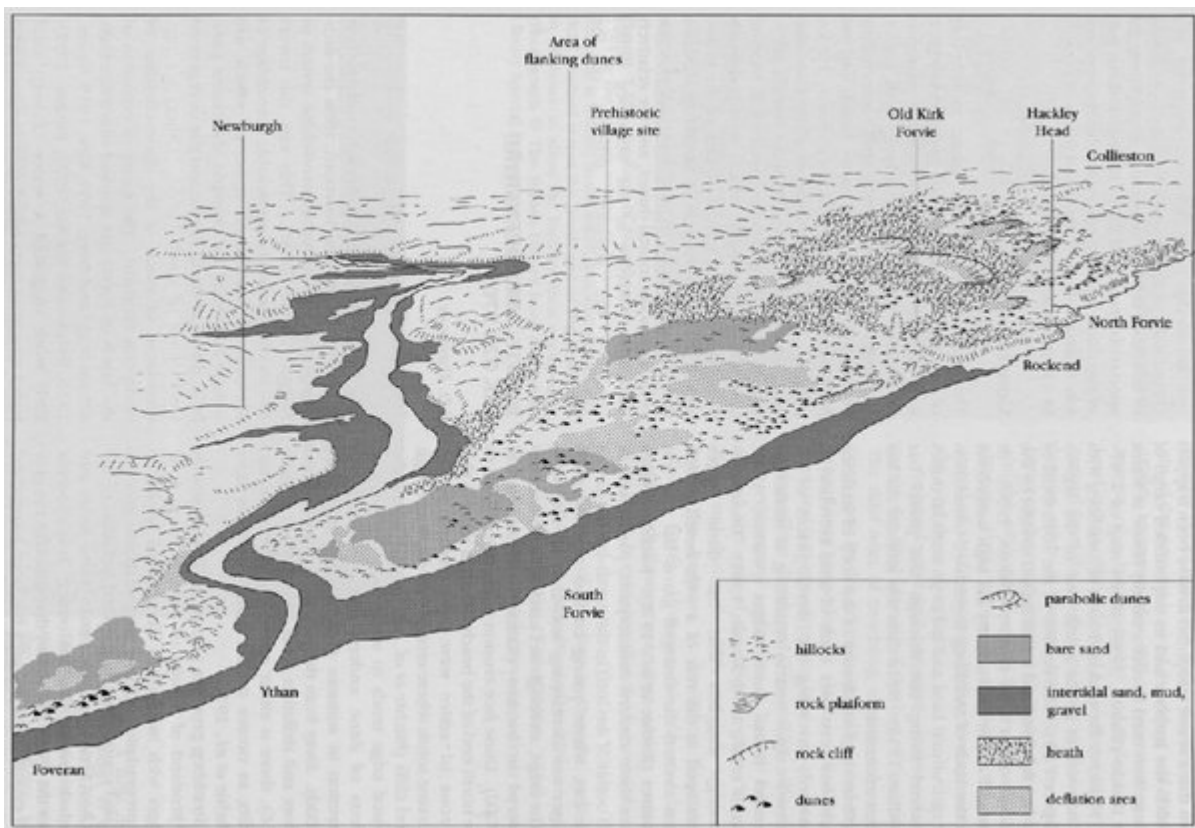 Area of
flanking dunes
Newburgh
Prehistoric
village site
Old Kirk
Forvie
Hackley
Head
Collieston
North Forvie
Rockend
South
Forvie
Ythan
Foveran
hillocks
rock platform
rock cliff
dunes
parabolic dunes
bare sand
intertidal sand, mud,
gravel
heath
deflation area